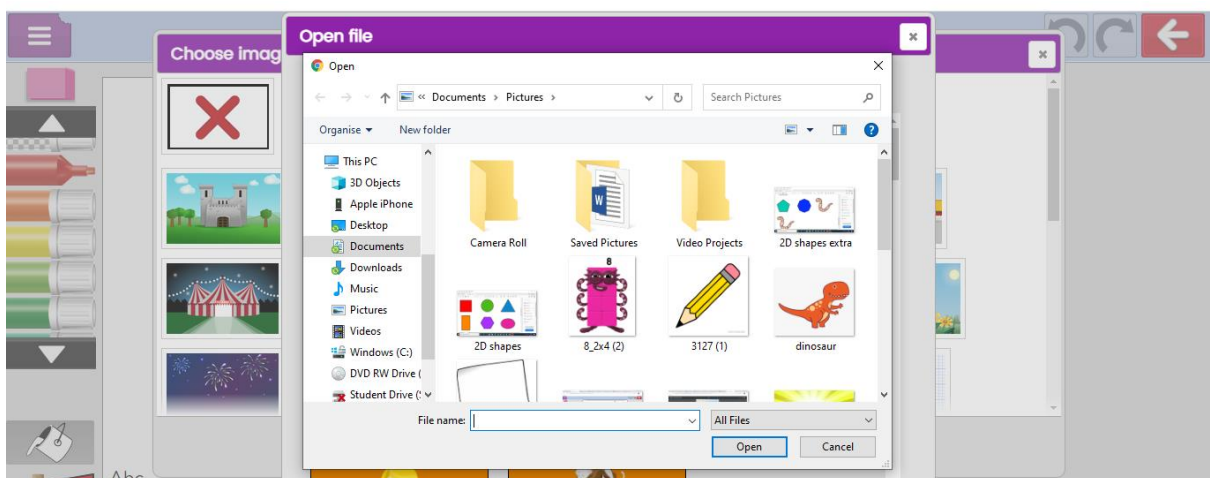 Open file
Choose imag
Open
« Documents > Pictures >
Search Pictures
Organise
New folder
This PC
3D Objects
Apple iPhone
Desktop
Documents
Downloads
Music
Pictures
Videos
Windows (C:)
DVD RW Drive (
Student Drive (
Camera Roll
Saved Pictures
Video Projects
2D shapes extra
W
8
2D shapes
8_2x4 (2)
3127 (1)
dinosaur
File name:
All Files
Open
Cancel
Abc